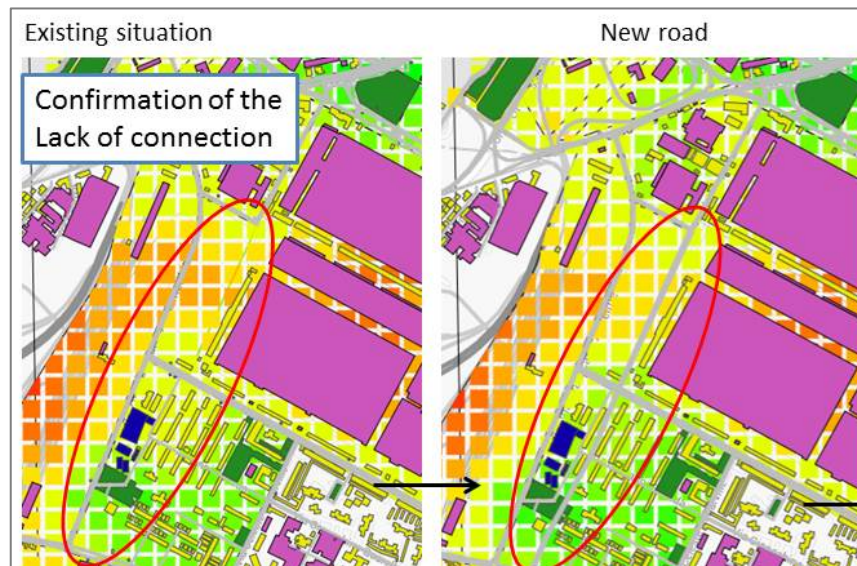 Existing situation
New road
Confirmation of the
Lack of connection